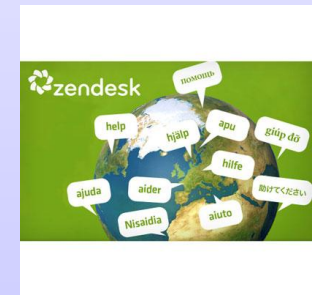 zendesk
помощь
help
hjälp
apu
giúp đỡ
hilfe
ajuda
aider
助けてください
Nisaidia
aiuto